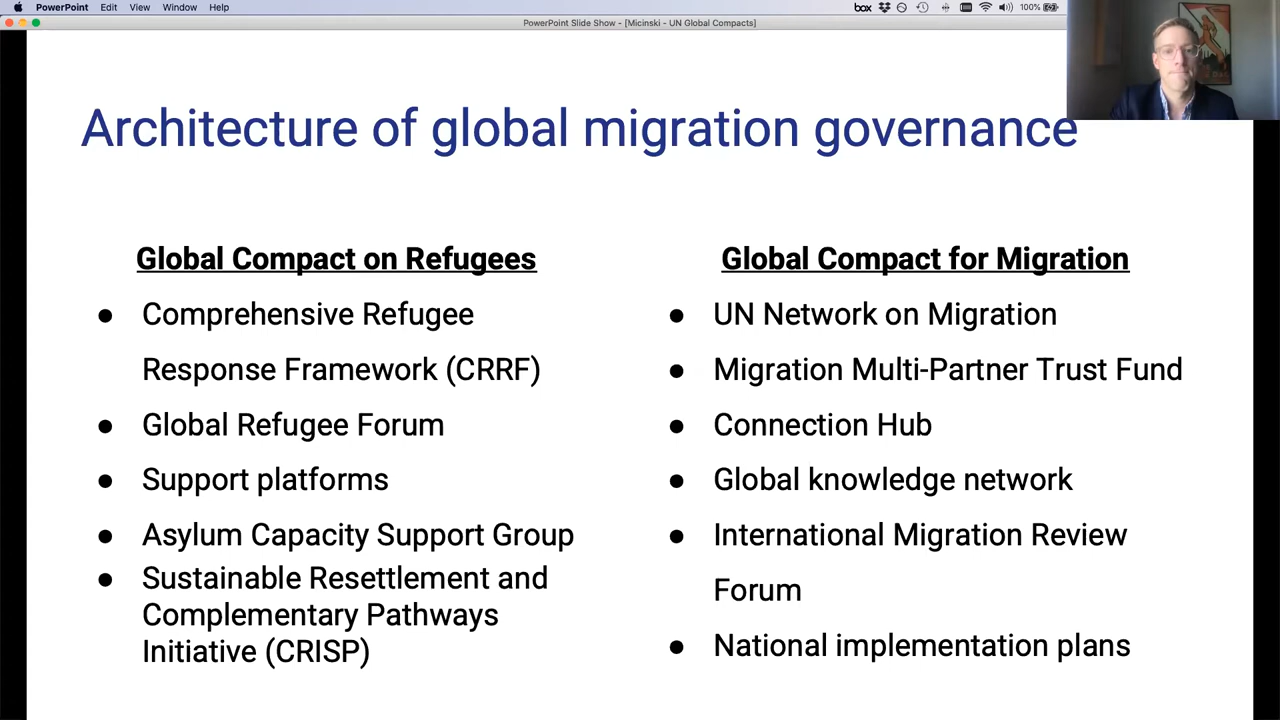 PowerPoint Edit View Window Help
box 100%
PowerPoint Slide Show - [Micinski - UN Global Compacts]
Architecture of global migration governance
Global Compact on Refugees
● Comprehensive Refugee
Response Framework (CRRF)
● Global Refugee Forum
● Support platforms
● Asylum Capacity Support Group
● Sustainable Resettlement and
Complementary Pathways
Initiative (CRISP)
Global Compact for Migration
● UN Network on Migration
● Migration Multi-Partner Trust Fund
● Connection Hub
● Global knowledge network
● International Migration Review
Forum
● National implementation plans